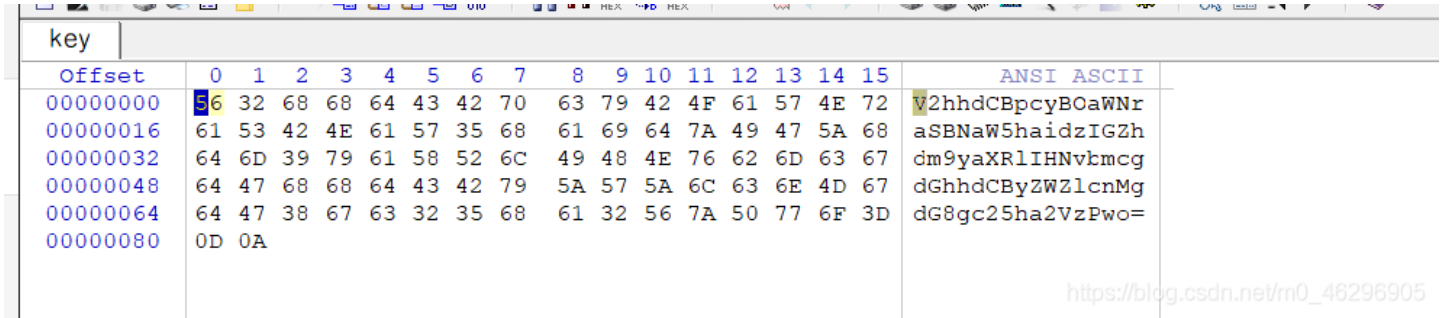 HEX HEX
key
Offset 0 1 2 3 4 5 6 7 8 9 10 11 12 13 14 15 ANSI ASCII
00000000 56 32 68 68 64 43 42 70 63 79 42 4F 61 57 4E 72 V2hhdCBpcyBOaWNr
00000016 61 53 42 4E 61 57 35 68 61 69 64 7A 49 47 5A 68 aSBNaW5haidzIGZh
00000032 64 6D 39 79 61 58 52 6C 49 48 4E 76 62 6D 63 67 dm9yaXRlIHNvbmcg
00000048 64 47 68 68 64 43 42 79 5A 57 5A 6C 63 6E 4D 67 dGhhdCByZWZlcnMg
00000064 64 47 38 67 63 32 35 68 61 32 56 7A 50 77 6F 3D dG8gc25ha2VzPwo=
00000080 0D 0A
https://blog.csdn.net/m0_46296905